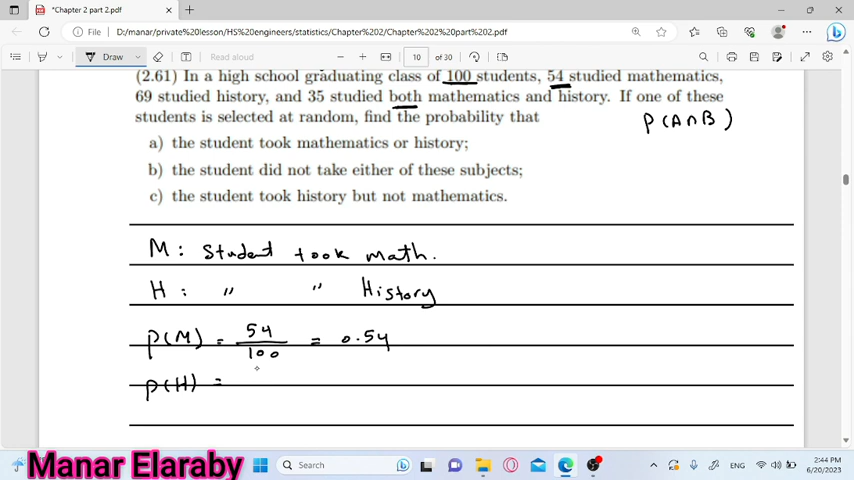 *Chapter 2 part 2.pdf
File
D:/manar/private%20lesson/HS%20engineers/statistics/Chapter%202/Chapter%202%20part%202.pdf
Draw
Read aloud
10
of 30
(2.61) In a high school graduating class of 100 students, 54 studied mathematics,
69 studied history, and 35 studied both mathematics and history. If one of these
students is selected at random, find the probability that
P(A∩B)
a) the student took mathematics or history;
b) the student did not take either of these subjects;
c) the student took history but not mathematics.
M: Student took math.
H: " " History
P(M) = 54/100 = 0.54
P(H) =
Manar Elaraby
Search
ENG
2:44 PM
6/20/2023